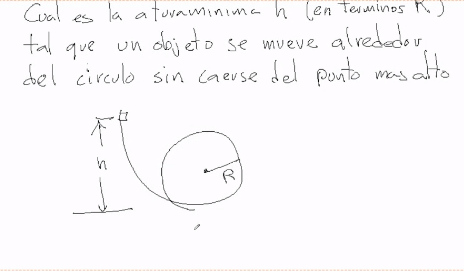 Cual es la aturaminima h (en terminos R)
tal que un objeto se mueve alrededor
del circulo sin caerse del punto mas alto
h
R